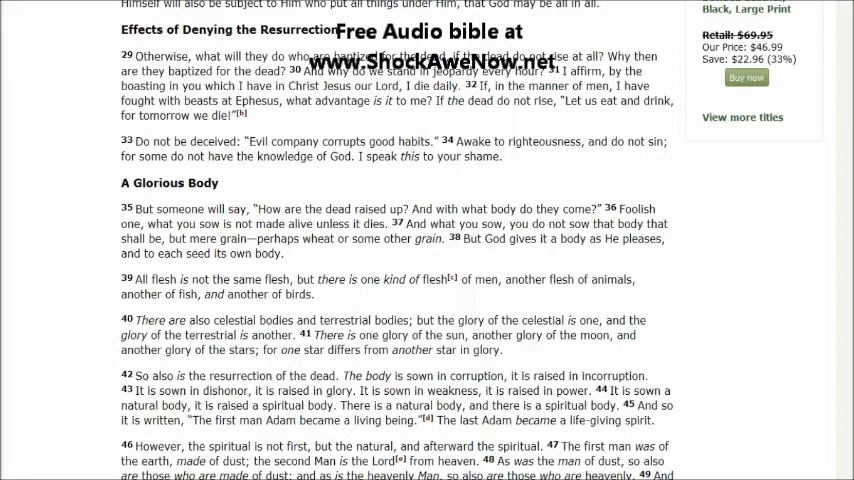 Himself will also be subject to Him who put all things under Him, that God may be all in all.
Effects of Denying the Resurrection
Free Audio bible at
www.ShockAweNow.net
29 Otherwise, what will they do who are baptized for the dead, if the dead do not rise at all? Why then
are they baptized for the dead? 30 And why do we stand in jeopardy every hour? 31 I affirm, by the
boasting in you which I have in Christ Jesus our Lord, I die daily. 32 If, in the manner of men, I have
fought with beasts at Ephesus, what advantage is it to me? If the dead do not rise, “Let us eat and drink,
for tomorrow we die!”[b]
33 Do not be deceived: “Evil company corrupts good habits.” 34 Awake to righteousness, and do not sin;
for some do not have the knowledge of God. I speak this to your shame.
A Glorious Body
35 But someone will say, “How are the dead raised up? And with what body do they come?” 36 Foolish
one, what you sow is not made alive unless it dies. 37 And what you sow, you do not sow that body that
shall be, but mere grain—perhaps wheat or some other grain. 38 But God gives it a body as He pleases,
and to each seed its own body.
39 All flesh is not the same flesh, but there is one kind of flesh[c] of men, another flesh of animals,
another of fish, and another of birds.
40 There are also celestial bodies and terrestrial bodies; but the glory of the celestial is one, and the
glory of the terrestrial is another. 41 There is one glory of the sun, another glory of the moon, and
another glory of the stars; for one star differs from another star in glory.
42 So also is the resurrection of the dead. The body is sown in corruption, it is raised in incorruption.
43 It is sown in dishonor, it is raised in glory. It is sown in weakness, it is raised in power. 44 It is sown a
natural body, it is raised a spiritual body. There is a natural body, and there is a spiritual body. 45 And so
it is written, “The first man Adam became a living being.”[d] The last Adam became a life-giving spirit.
46 However, the spiritual is not first, but the natural, and afterward the spiritual. 47 The first man was of
the earth, made of dust; the second Man is the Lord[e] from heaven. 48 As was the man of dust, so also
are those who are made of dust; and as is the heavenly Man, so also are those who are heavenly. 49 And
Black, Large Print
Retail: $69.95
Our Price: $46.99
Save: $22.96 (33%)
Buy now
View more titles